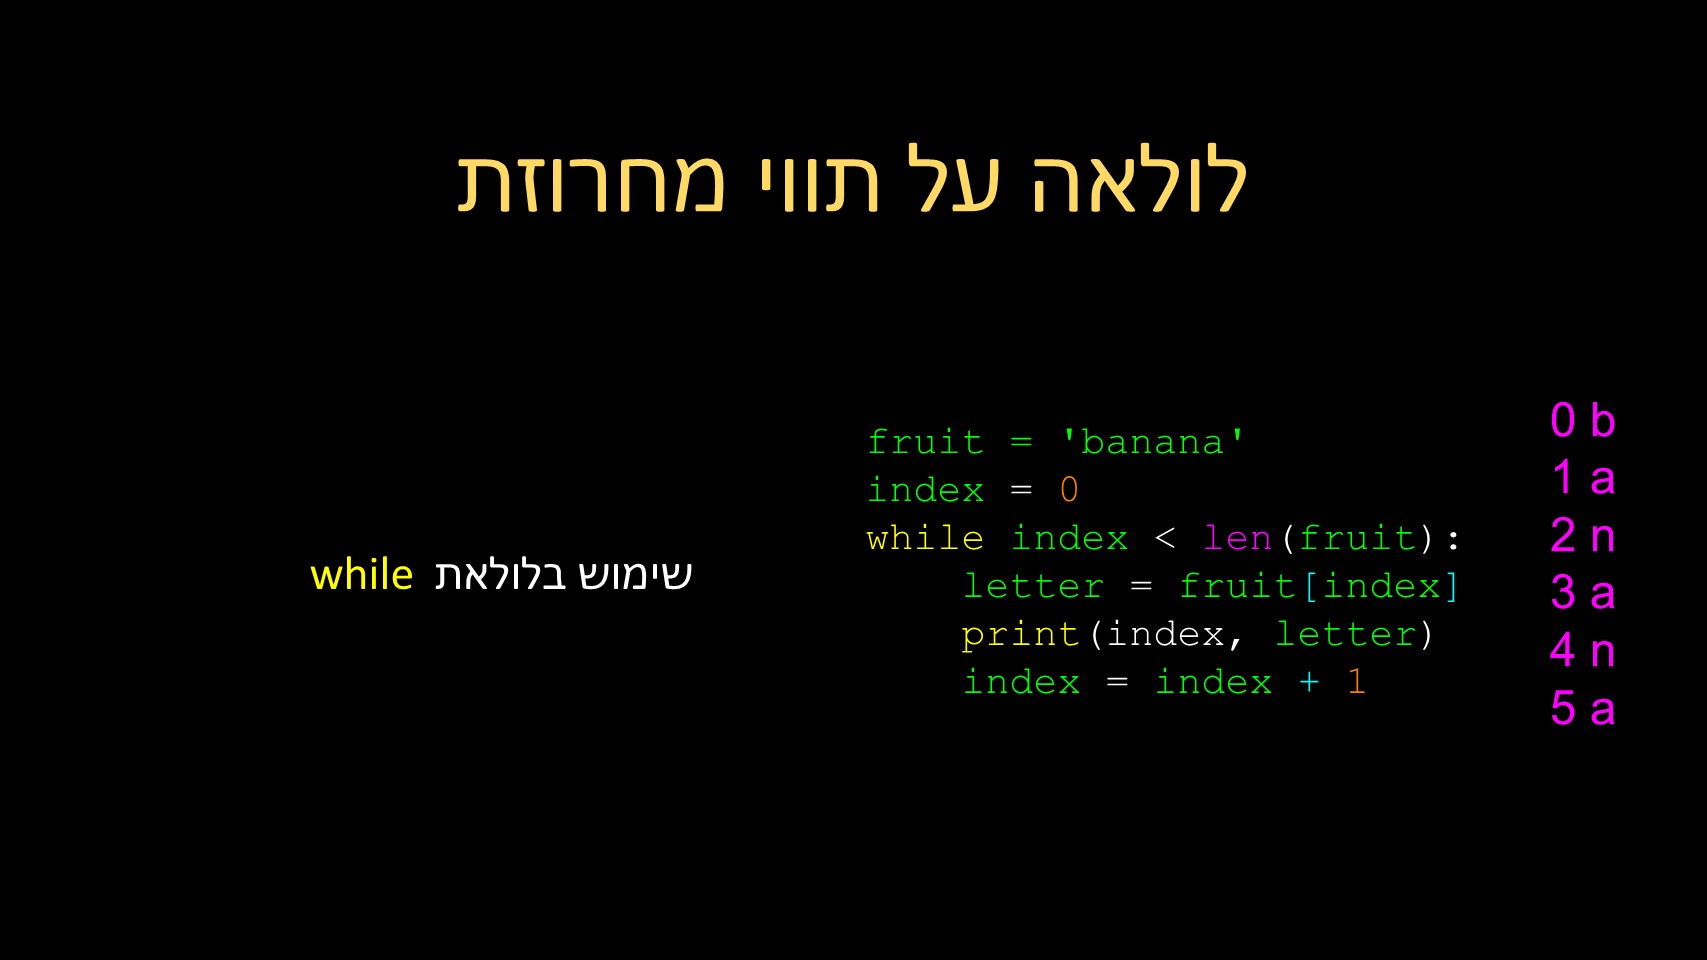 לולאה על תווי מחרוזת
שימוש בלולאת while
fruit = 'banana'
index = 0
while index < len(fruit):
    letter = fruit[index]
    print(index, letter)
    index = index + 1
0 b
1 a
2 n
3 a
4 n
5 a